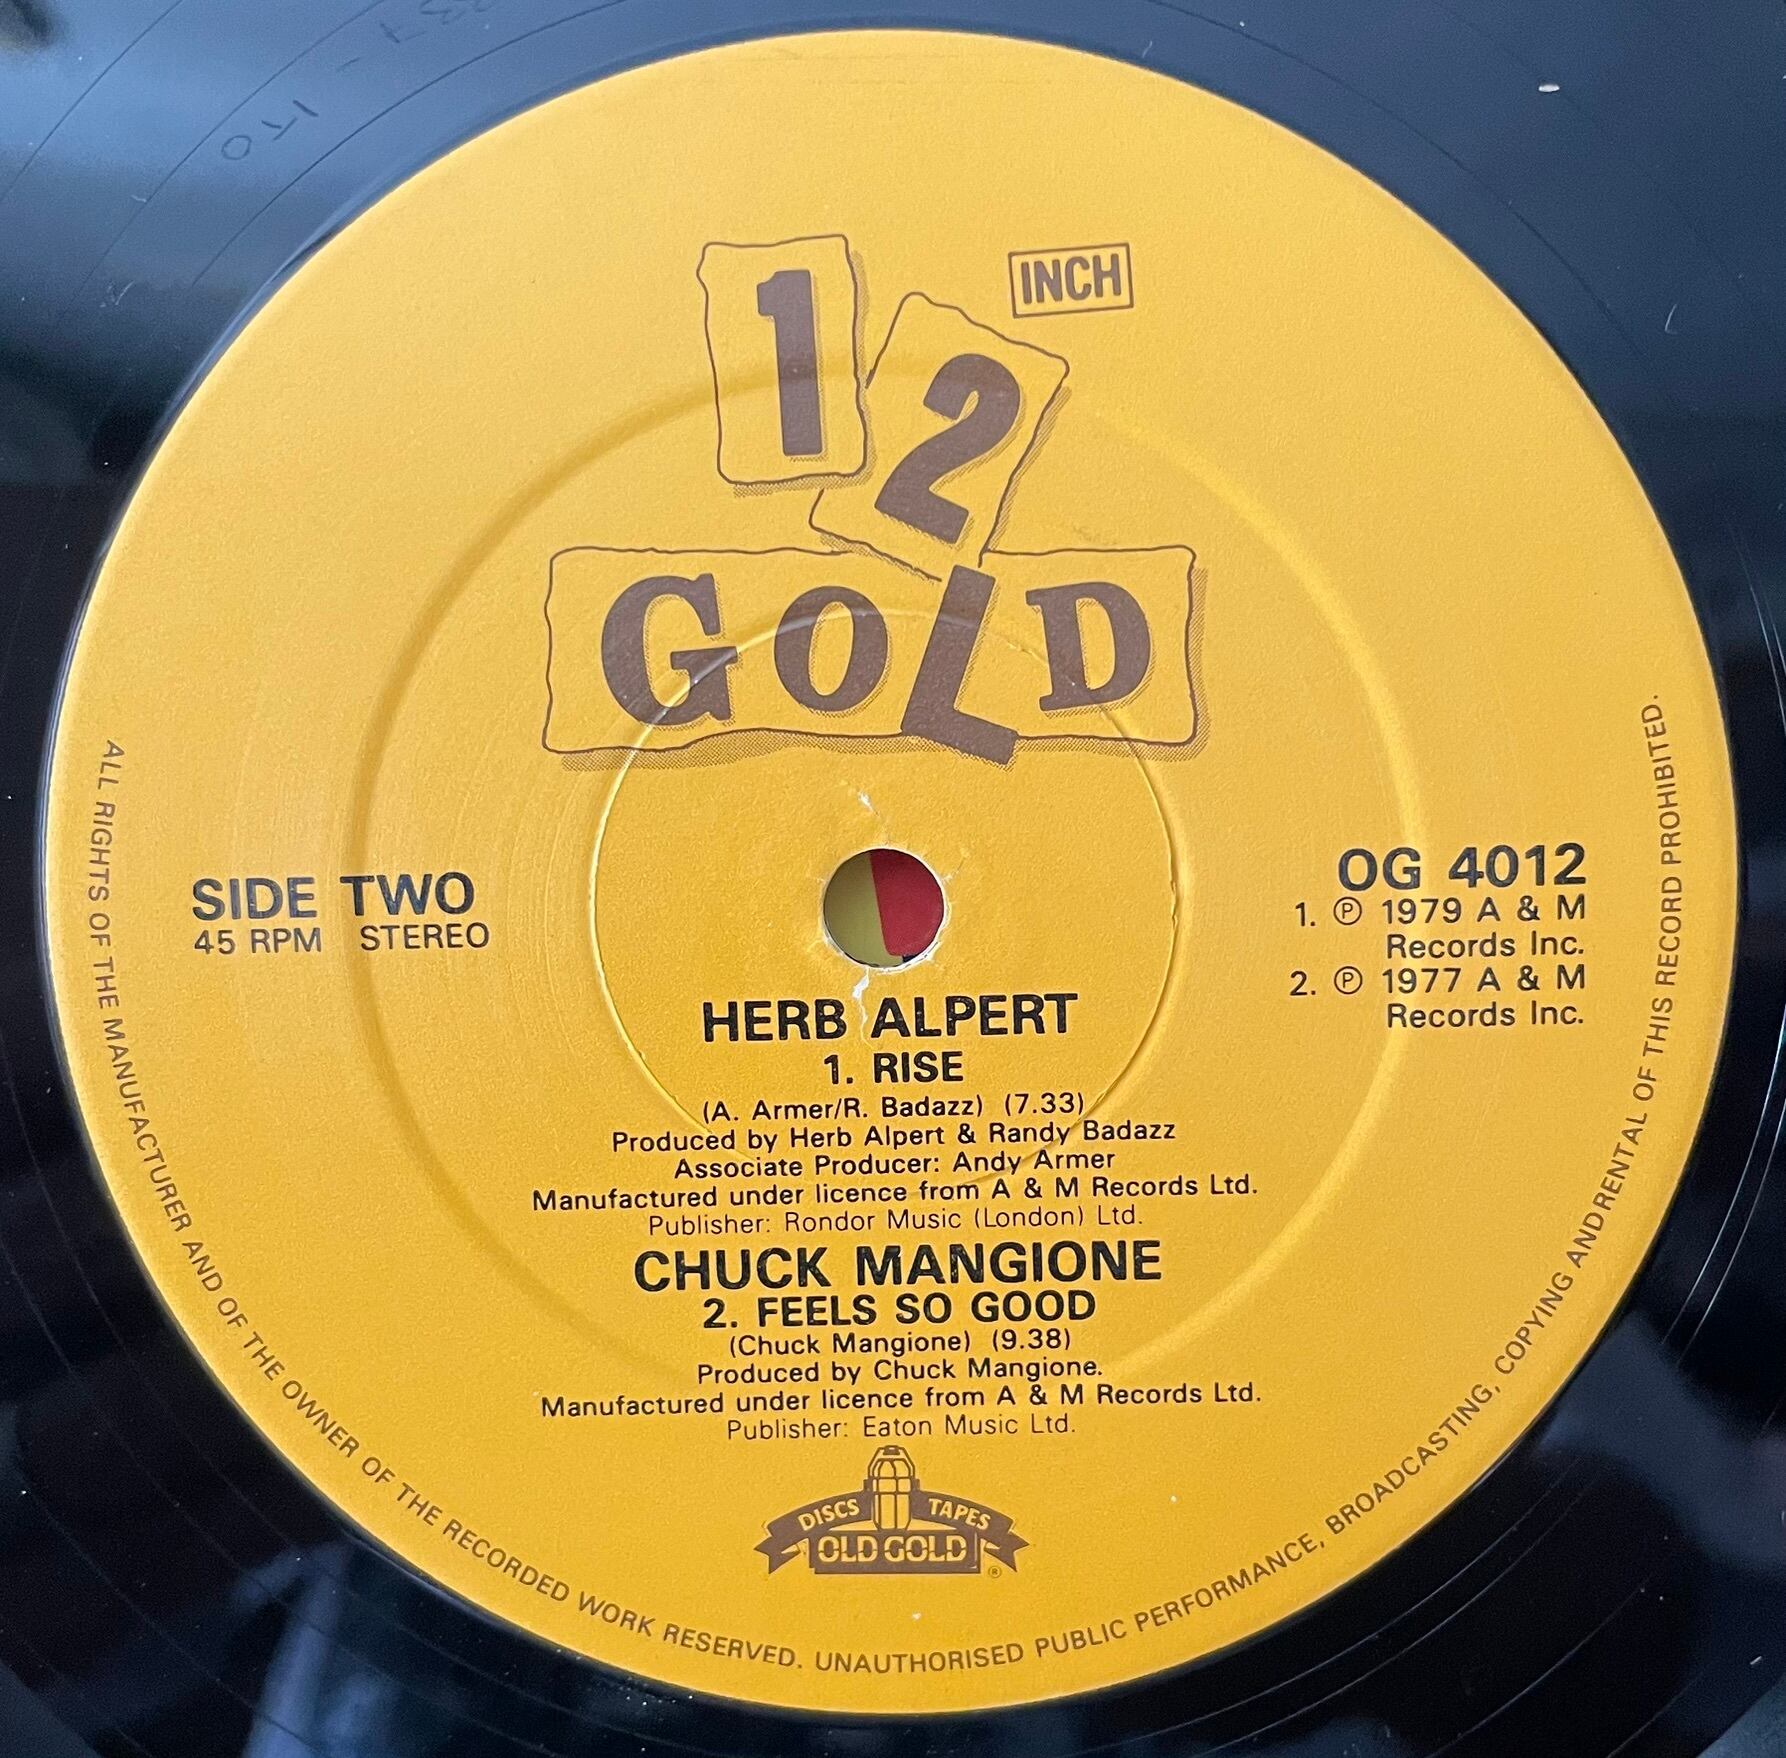 12
INCH
GOLD
SIDE TWO
45 RPM STEREO
OG 4012
1. Ⓟ 1979 A & M
Records Inc.
2. Ⓟ 1977 A & M
Records Inc.
HERB ALPERT
1. RISE
(A. Armer/R. Badazz) (7.33)
Produced by Herb Alpert & Randy Badazz
Associate Producer: Andy Armer
Manufactured under licence from A & M Records Ltd.
Publisher: Rondor Music (London) Ltd.
CHUCK MANGIONE
2. FEELS SO GOOD
(Chuck Mangione) (9.38)
Produced by Chuck Mangione.
Manufactured under licence from A & M Records Ltd.
Publisher: Eaton Music Ltd.
DISCS TAPES
OLD GOLD
®
ALL RIGHTS OF THE MANUFACTURER AND OF THE OWNER OF THE RECORDED WORK RESERVED. UNAUTHORISED PUBLIC PERFORMANCE, BROADCASTING, COPYING ANDRENTAL OF THIS RECORD PROHIBITED.